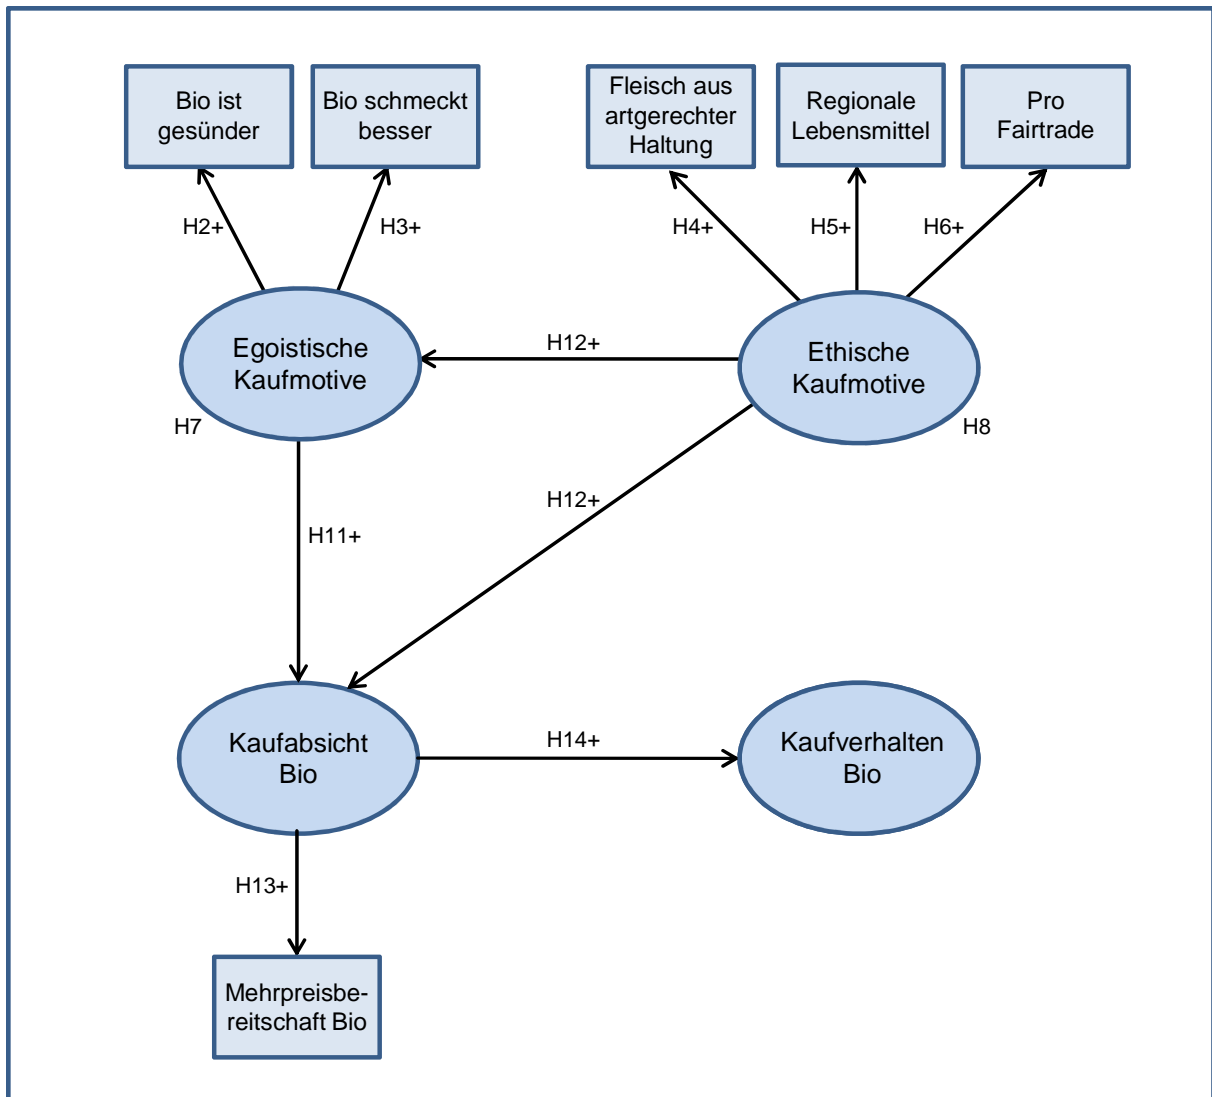 Bio ist
gesünder
Bio schmeckt
besser
Fleisch aus
artgerechter
Haltung
Regionale
Lebensmittel
Pro
Fairtrade
H2+
H3+
H4+
H5+
H6+
Egoistische
Kaufmotive
H12+
Ethische
Kaufmotive
H7
H8
H12+
H11+
Kaufabsicht
Bio
H14+
Kaufverhalten
Bio
H13+
Mehrpreisbe-
reitschaft Bio